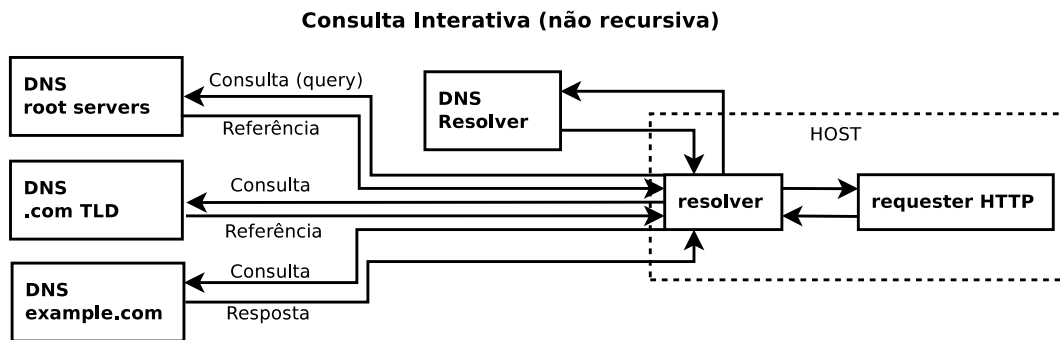 Consulta Interativa (não recursiva)
DNS
root servers
Consulta (query)
Referência
DNS
Resolver
HOST
DNS
.com TLD
Consulta
Referência
resolver
requester HTTP
DNS
example.com
Consulta
Resposta